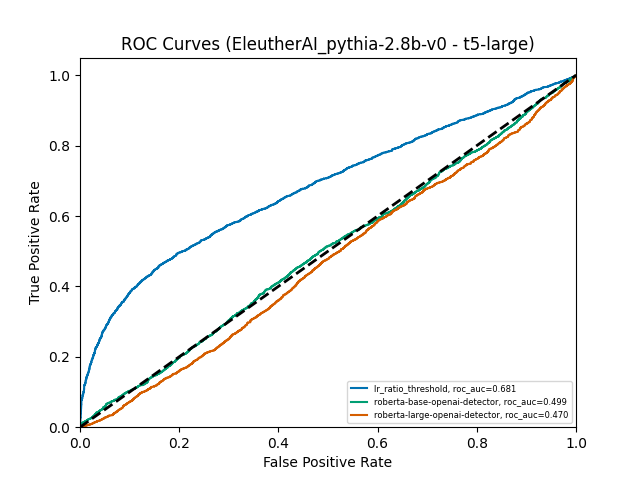 ROC Curves (EleutherAI_pythia-2.8b-v0 - t5-large)
True Positive Rate
1.0
0.8
0.6
0.4
0.2
0.0
lr_ratio_threshold, roc_auc=0.681
roberta-base-openai-detector, roc_auc=0.499
roberta-large-openai-detector, roc_auc=0.470
0.0 0.2 0.4 0.6 0.8 1.0
False Positive Rate